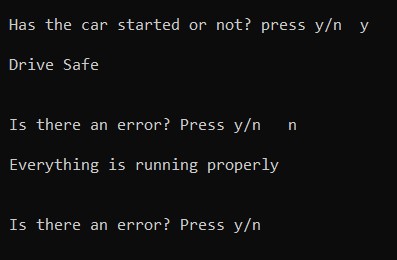 Has the car started or not? press y/n  y
Drive Safe
Is there an error? Press y/n   n
Everything is running properly
Is there an error? Press y/n